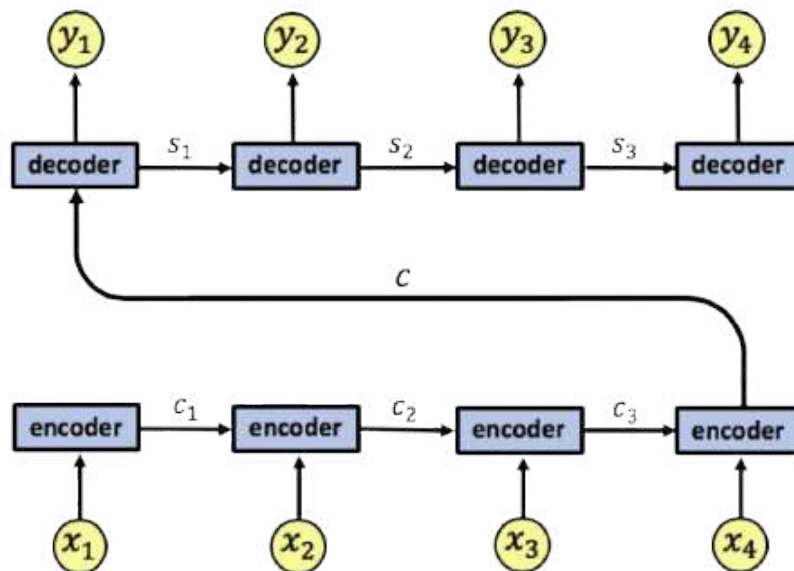 y₁ y₂ y₃ y₄
decoder s₁ decoder s₂ decoder s₃ decoder
C
encoder c₁ encoder c₂ encoder c₃ encoder
x₁ x₂ x₃ x₄